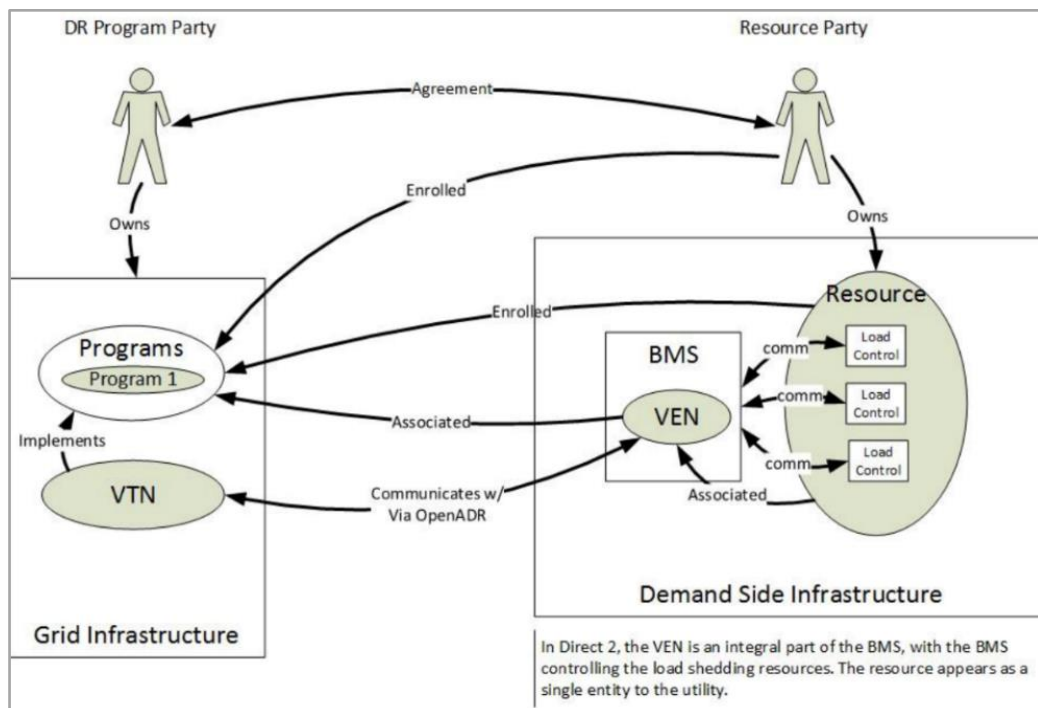 DR Program Party
Resource Party
Agreement
Enrolled
Owns
Owns
Resource
Enrolled
Programs
Program 1
BMS
comm
Load
Control
VEN
comm
Load
Control
Associated
Implements
comm
Load
Control
VTN
Communicates w/
Via OpenADR
Associated
Demand Side Infrastructure
Grid Infrastructure
In Direct 2, the VEN is an integral part of the BMS, with the BMS
controlling the load shedding resources. The resource appears as a
single entity to the utility.